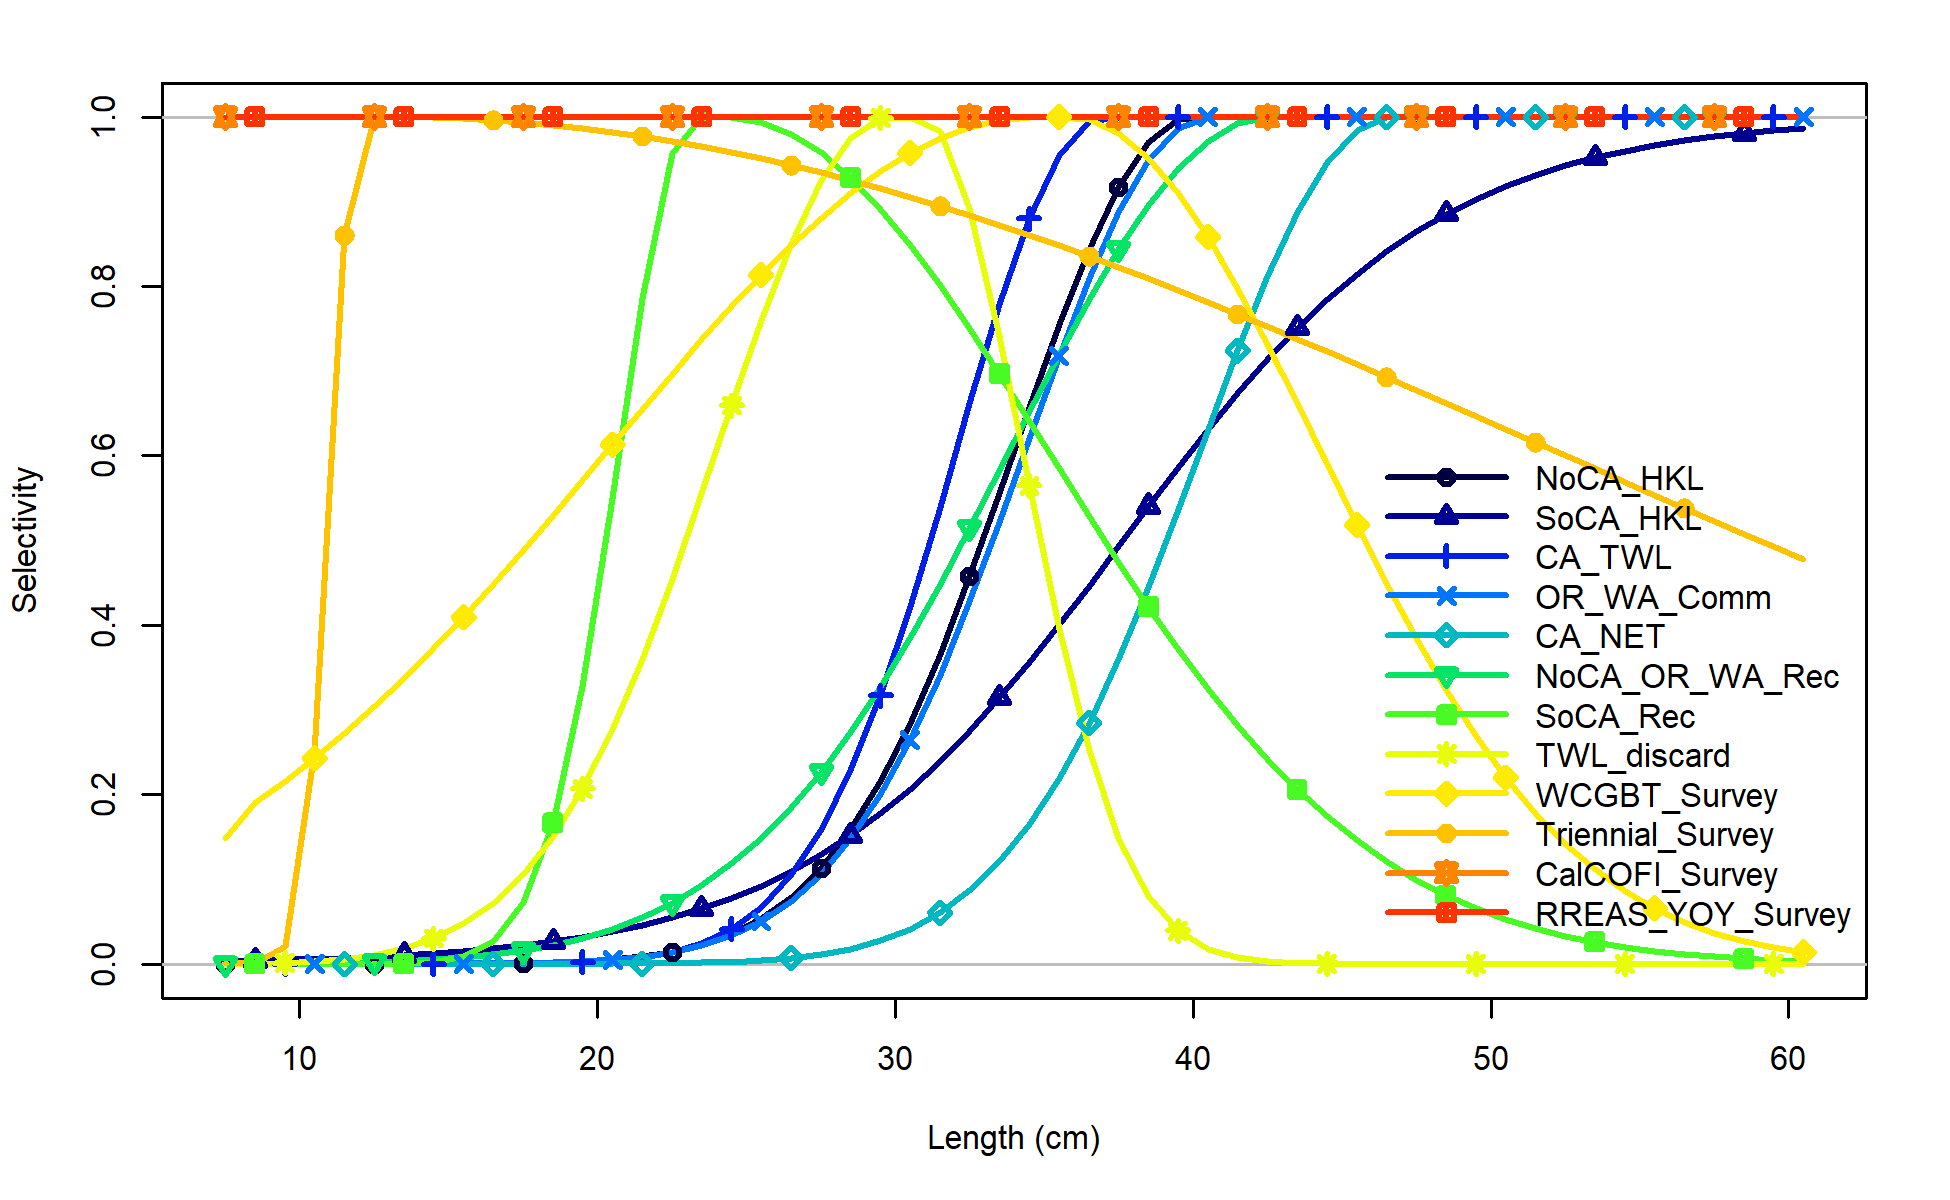 1.0
0.8
0.6
0.4
0.2
0.0
Selectivity
NoCA_HKL
SoCA_HKL
CA_TWL
OR_WA_Comm
CA_NET
NoCA_OR_WA_Rec
SoCA_Rec
TWL_discard
WCGBT_Survey
Triennial_Survey
CalCOFI_Survey
RREAS_YOY_Survey
10 20 30 40 50 60
Length (cm)